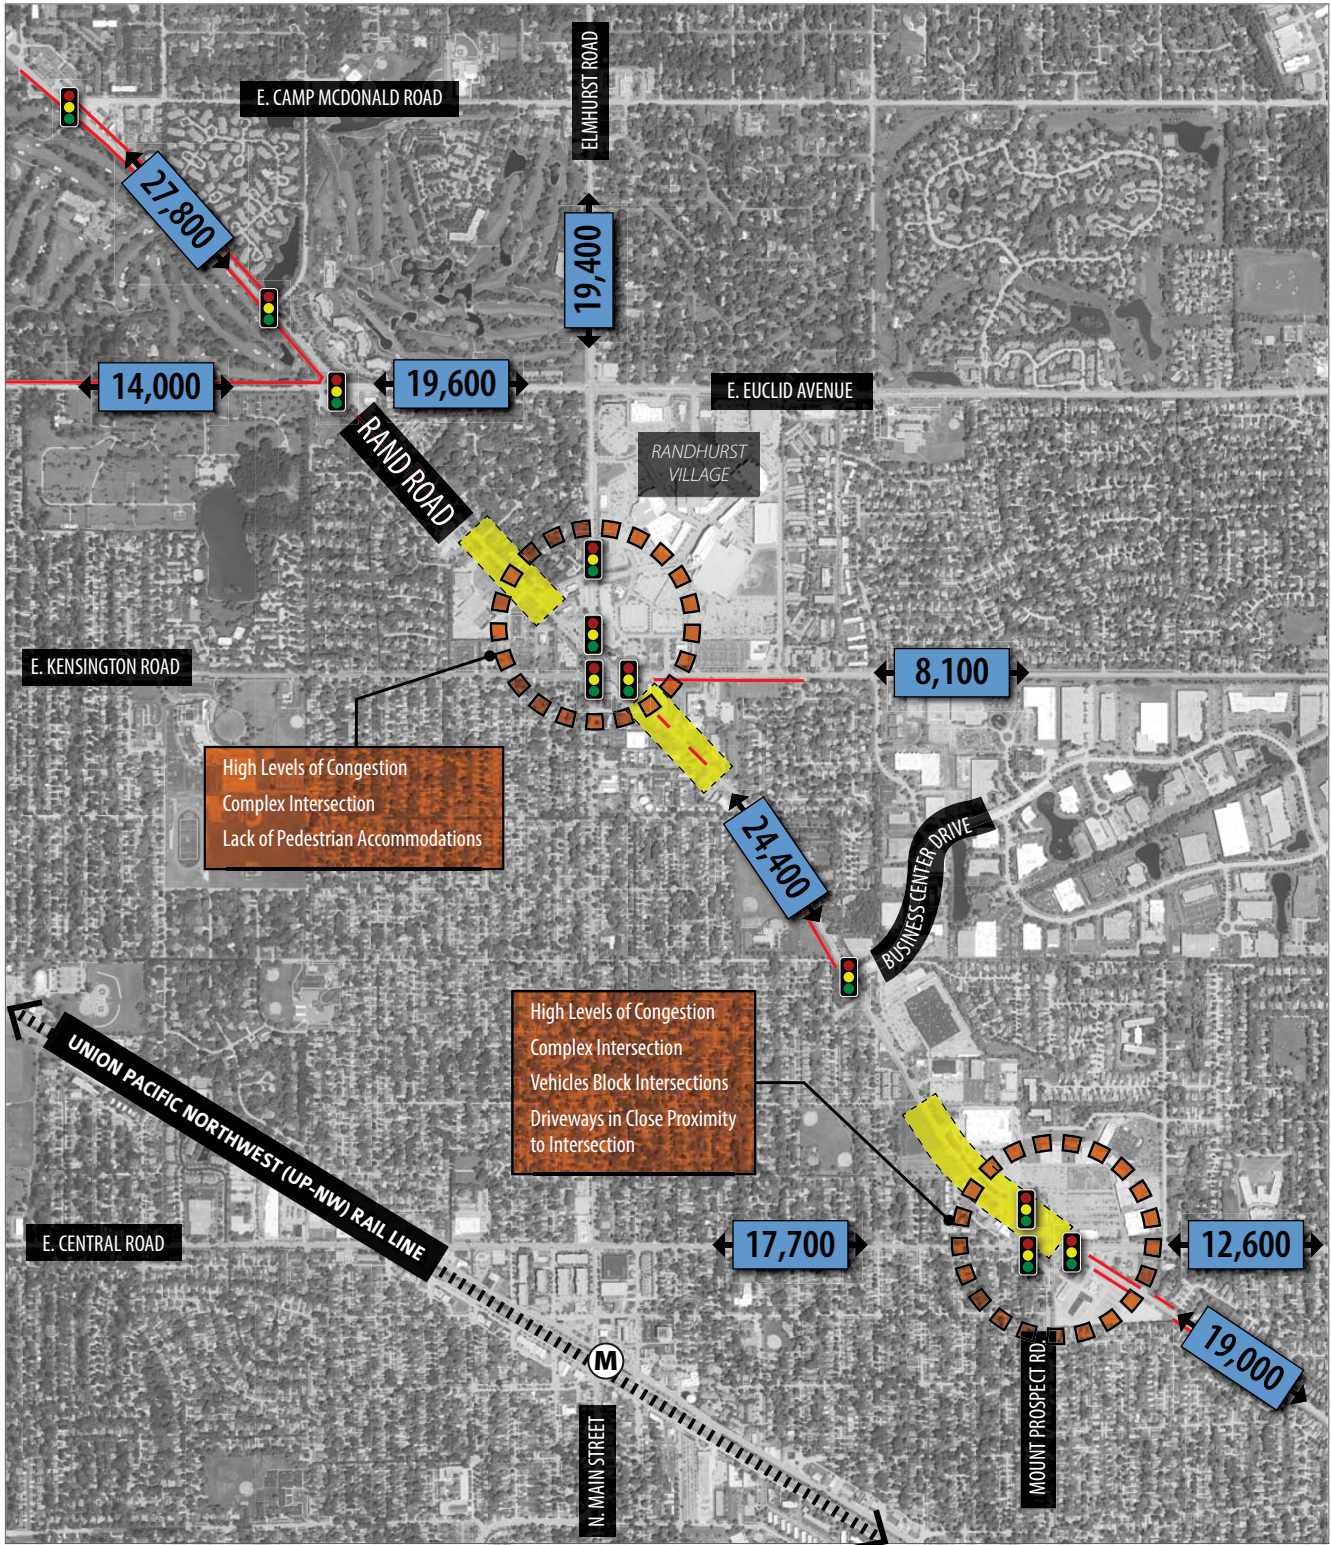 ELMHURST ROAD
E. CAMP MCDONALD ROAD
27,800
19,400
14,000
19,600
E. EUCLID AVENUE
RAND ROAD
RANDHURST
VILLAGE
E. KENSINGTON ROAD
8,100
High Levels of Congestion
Complex Intersection
Lack of Pedestrian Accommodations
24,400
BUSINESS CENTER DRIVE
High Levels of Congestion
Complex Intersection
Vehicles Block Intersections
Driveways in Close Proximity
to Intersection
UNION PACIFIC NORTHWEST (UP-NW) RAIL LINE
E. CENTRAL ROAD
17,700
12,600
19,000
M
MOUNT PROSPECT RD.
N. MAIN STREET